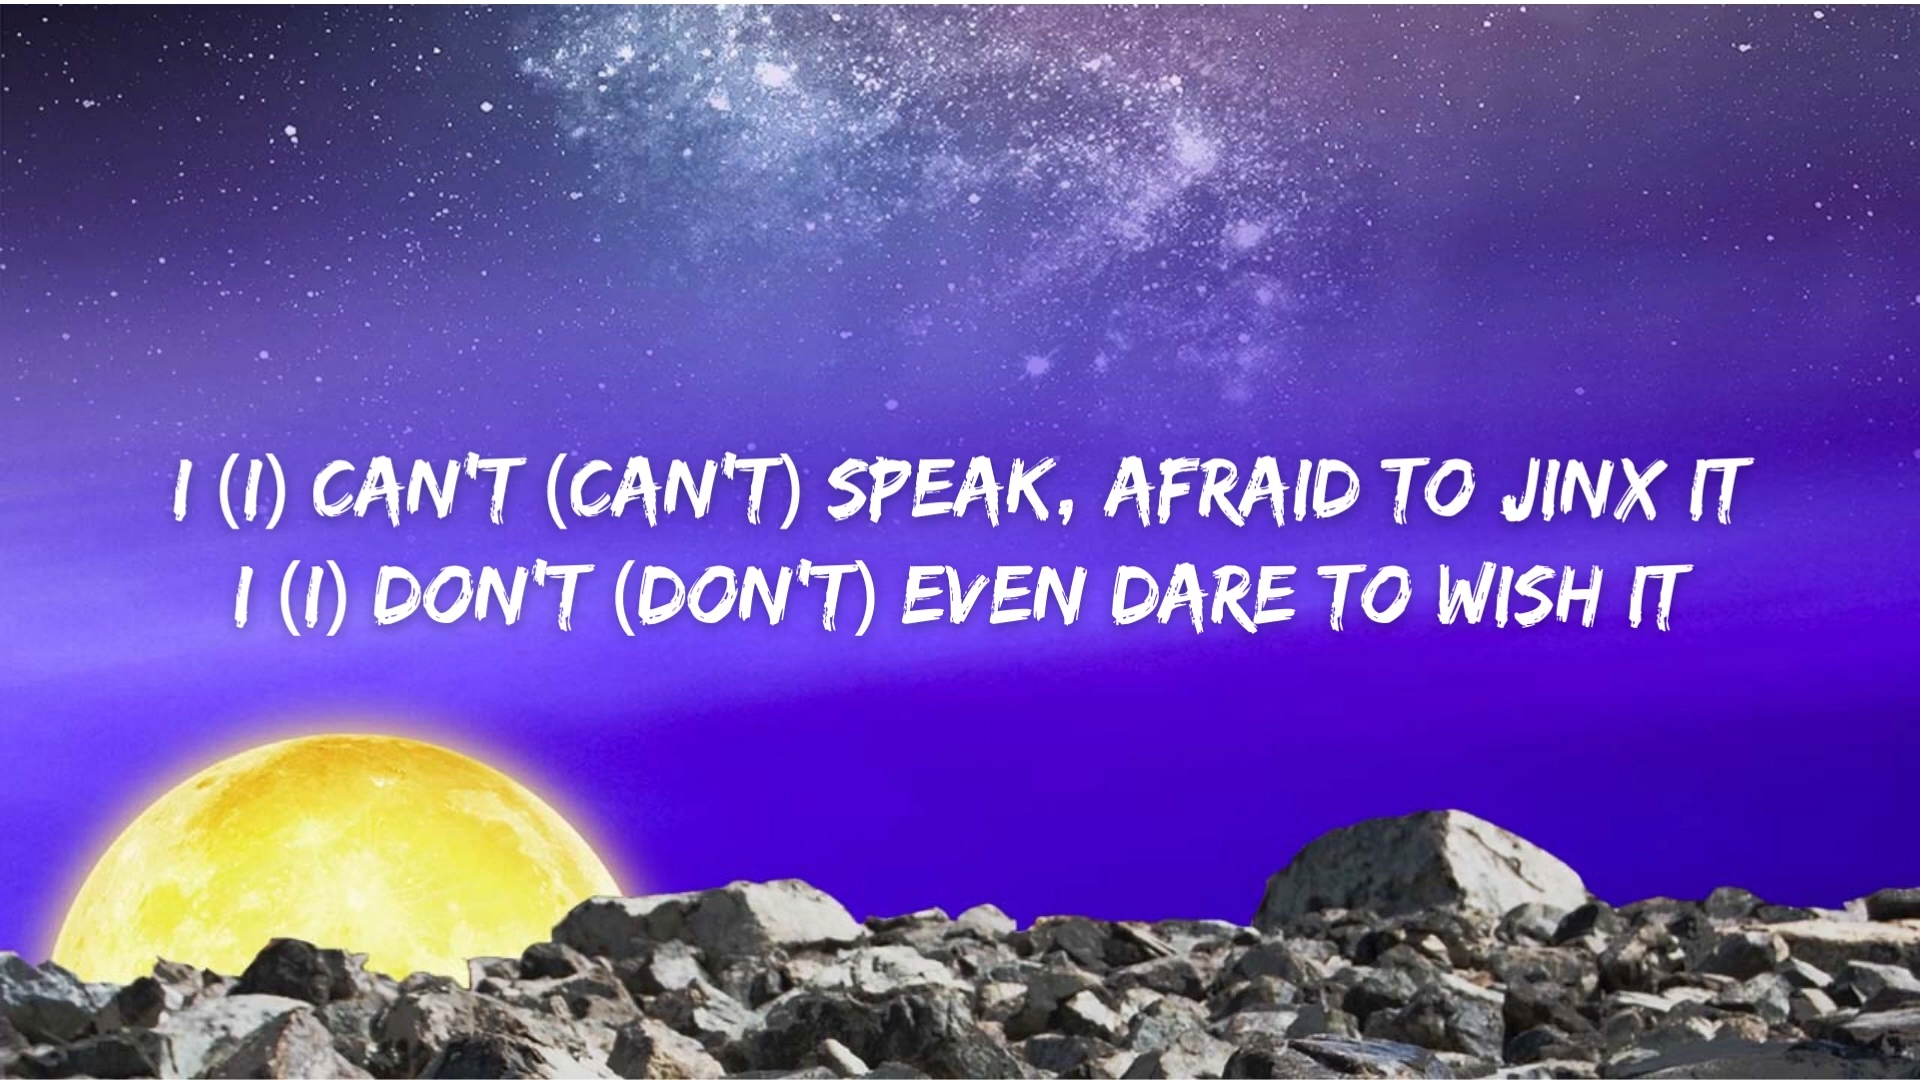 I (I) CAN'T (CAN'T) SPEAK, AFRAID TO JINX IT
I (I) DON'T (DON'T) EVEN DARE TO WISH IT